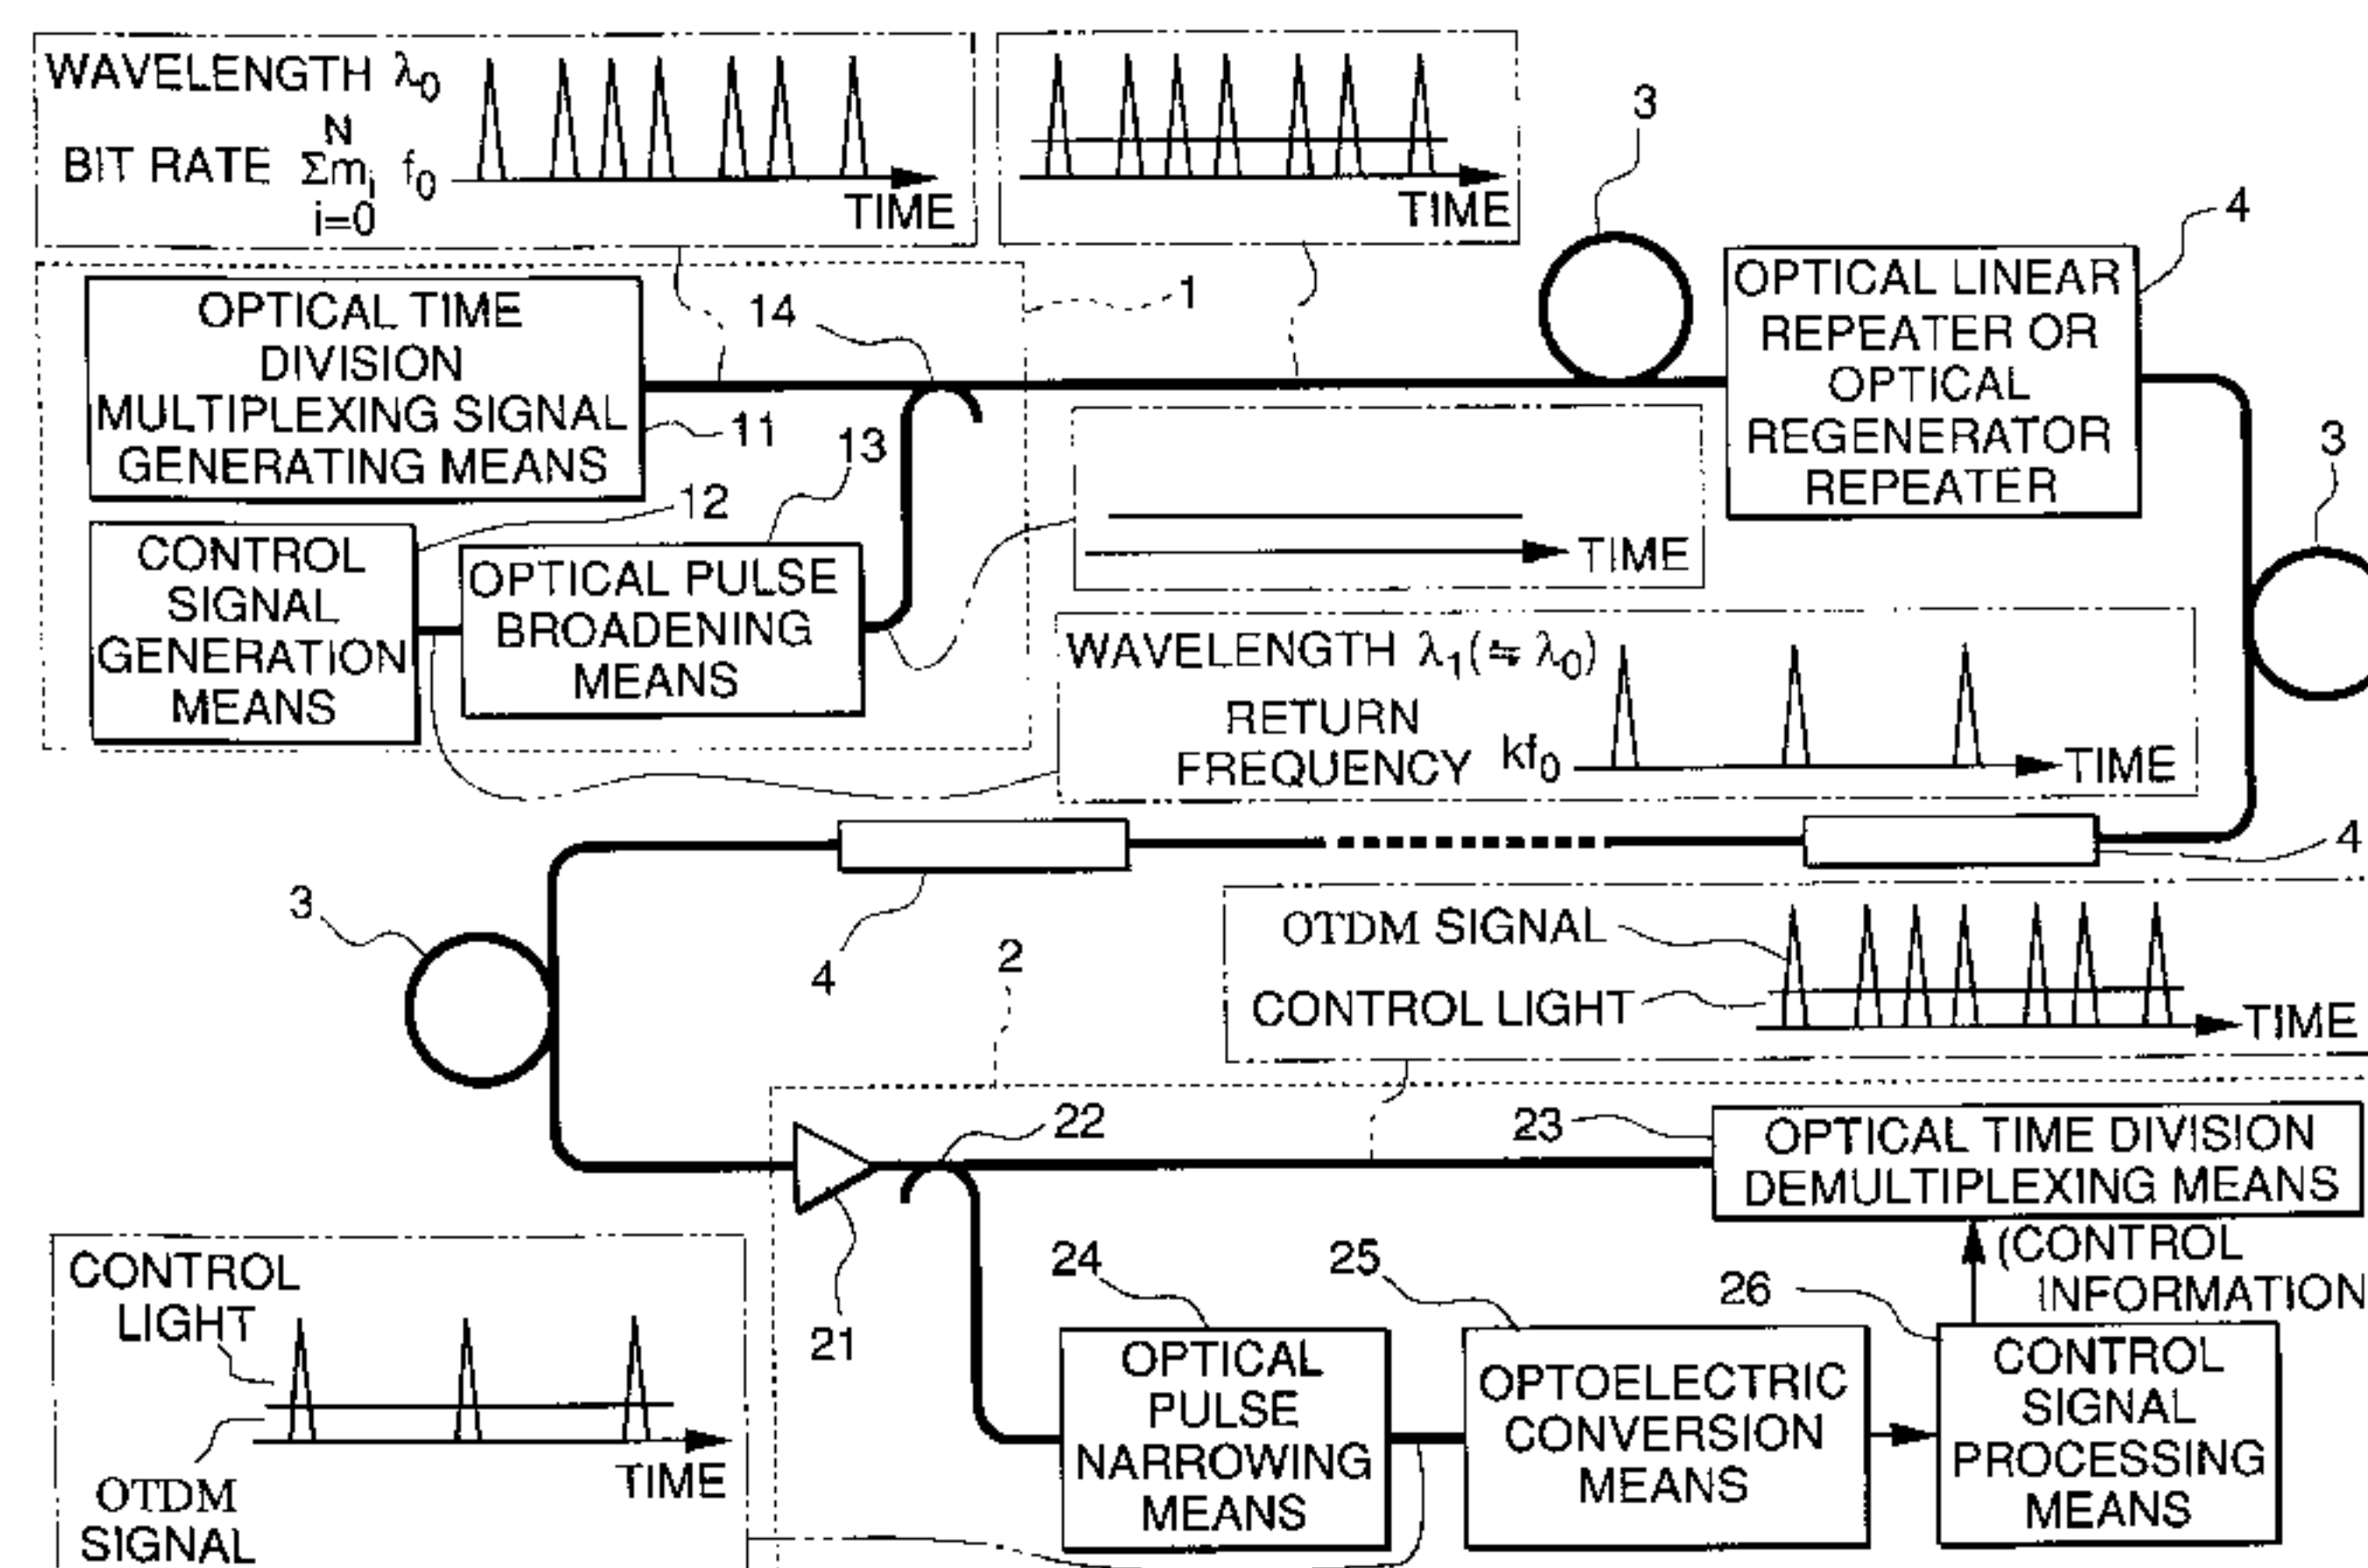 WAVELENGTH λ0
N
BIT RATE Σmi f0
i=0
TIME
TIME
3
4
OPTICAL LINEAR
REPEATER OR
OPTICAL
REGENERATOR
REPEATER
1
14
OPTICAL TIME
DIVISION
MULTIPLEXING SIGNAL
GENERATING MEANS
11
13
12
3
CONTROL
SIGNAL
GENERATION
MEANS
OPTICAL PULSE
BROADENING
MEANS
TIME
WAVELENGTH λ1(≒ λ0)
RETURN
FREQUENCY kf0
TIME
4
3
4
2
OTDM SIGNAL
CONTROL LIGHT
TIME
22
23
OPTICAL TIME DIVISION
DEMULTIPLEXING MEANS
21
(CONTROL
INFORMATION
24
25
26
CONTROL
LIGHT
TIME
OTDM
SIGNAL
OPTICAL
PULSE
NARROWING
MEANS
OPTOELECTRIC
CONVERSION
MEANS
CONTROL
SIGNAL
PROCESSING
MEANS